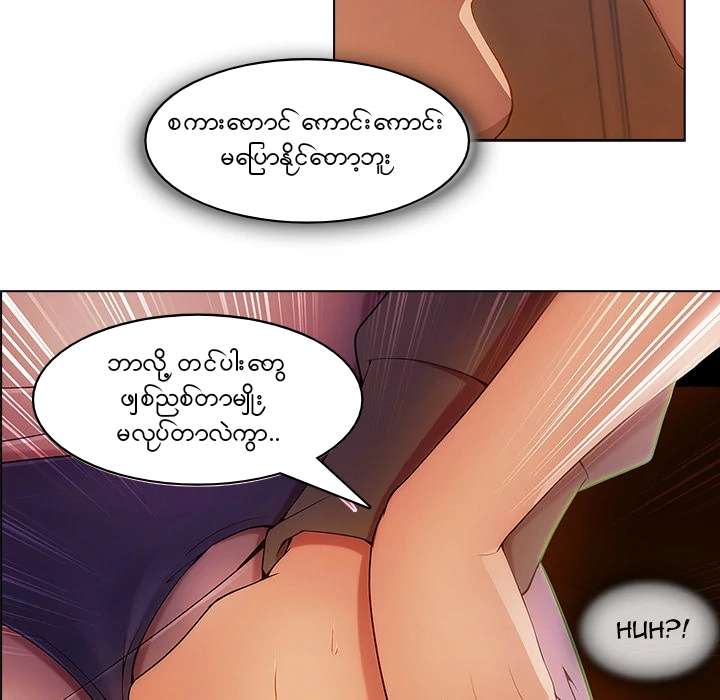 စကားတောင် ကောင်းကောင်း
မပြောနိုင်တော့ဘူး
ဘာလို့ တင်ပါးတွေ
ဖျစ်ညှစ်တာမျိုး
မလုပ်တာလဲကွာ..
HUH?!